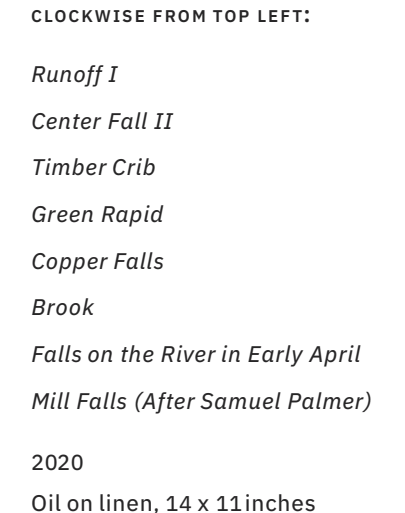 CLOCKWISE FROM TOP LEFT:
Runoff I
Center Fall II
Timber Crib
Green Rapid
Copper Falls
Brook
Falls on the River in Early April
Mill Falls (After Samuel Palmer)
2020
Oil on linen, 14 x 11 inches